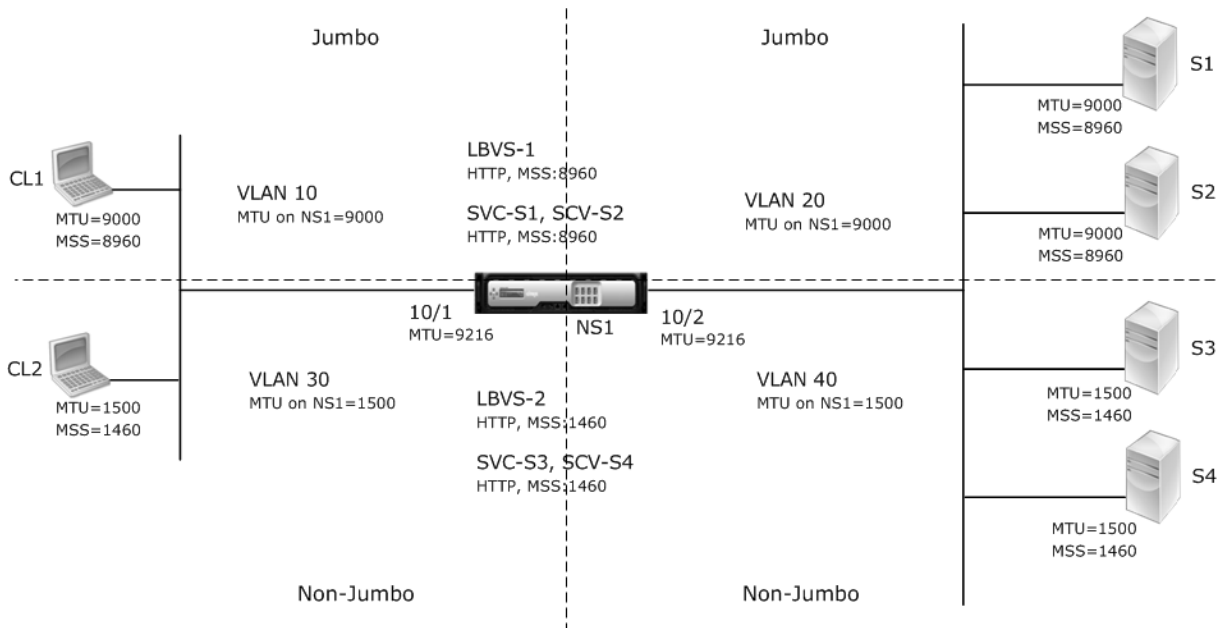 Jumbo
Jumbo
S1
MTU=9000
MSS=8960
CL1
MTU=9000
MSS=8960
VLAN 10
MTU on NS1=9000
LBVS-1
HTTP, MSS:8960
SVC-S1, SCV-S2
HTTP, MSS:8960
VLAN 20
MTU on NS1=9000
S2
MTU=9000
MSS=8960
10/1
MTU=9216
NS1
10/2
MTU=9216
S3
MTU=1500
MSS=1460
CL2
MTU=1500
MSS=1460
VLAN 30
MTU on NS1=1500
LBVS-2
HTTP, MSS:1460
SVC-S3, SCV-S4
HTTP, MSS:1460
VLAN 40
MTU on NS1=1500
S4
MTU=1500
MSS=1460
Non-Jumbo
Non-Jumbo